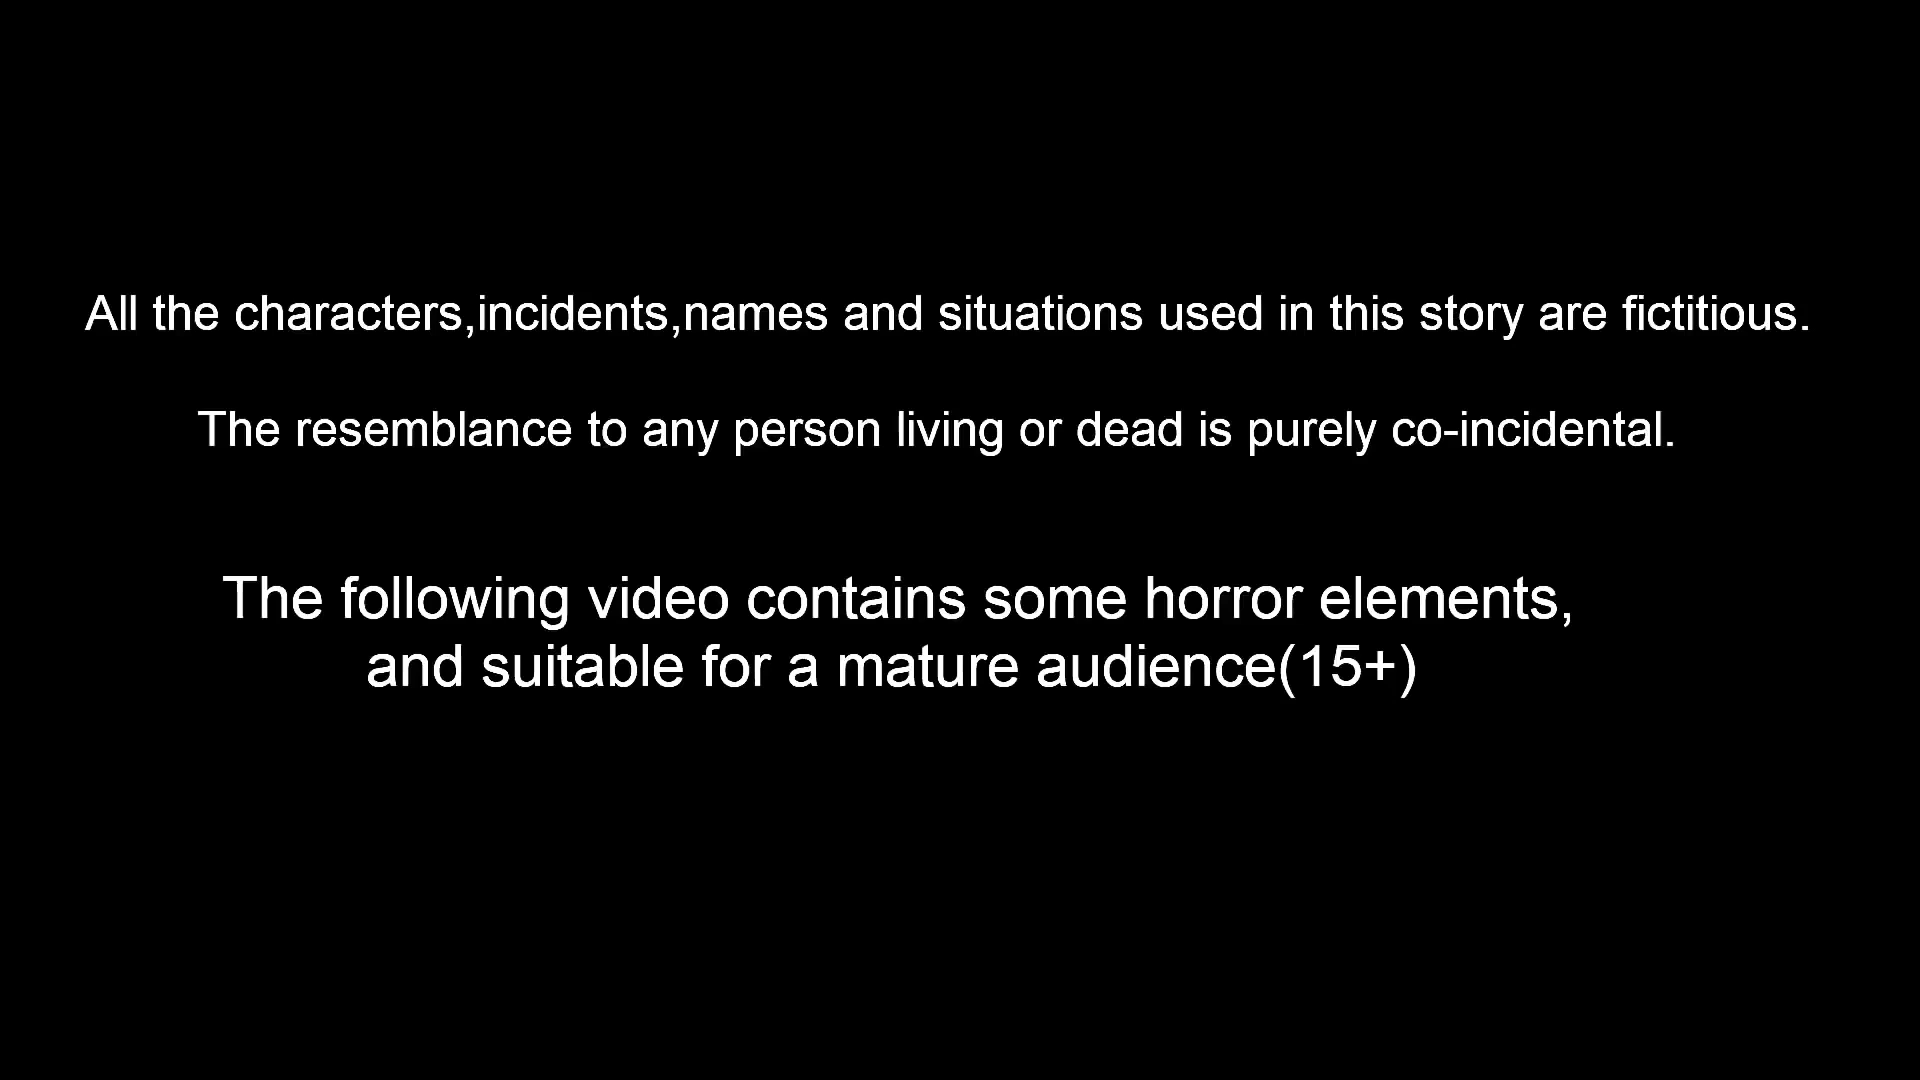 All the characters,incidents,names and situations used in this story are fictitious.
The resemblance to any person living or dead is purely co-incidental.
The following video contains some horror elements,
and suitable for a mature audience(15+)